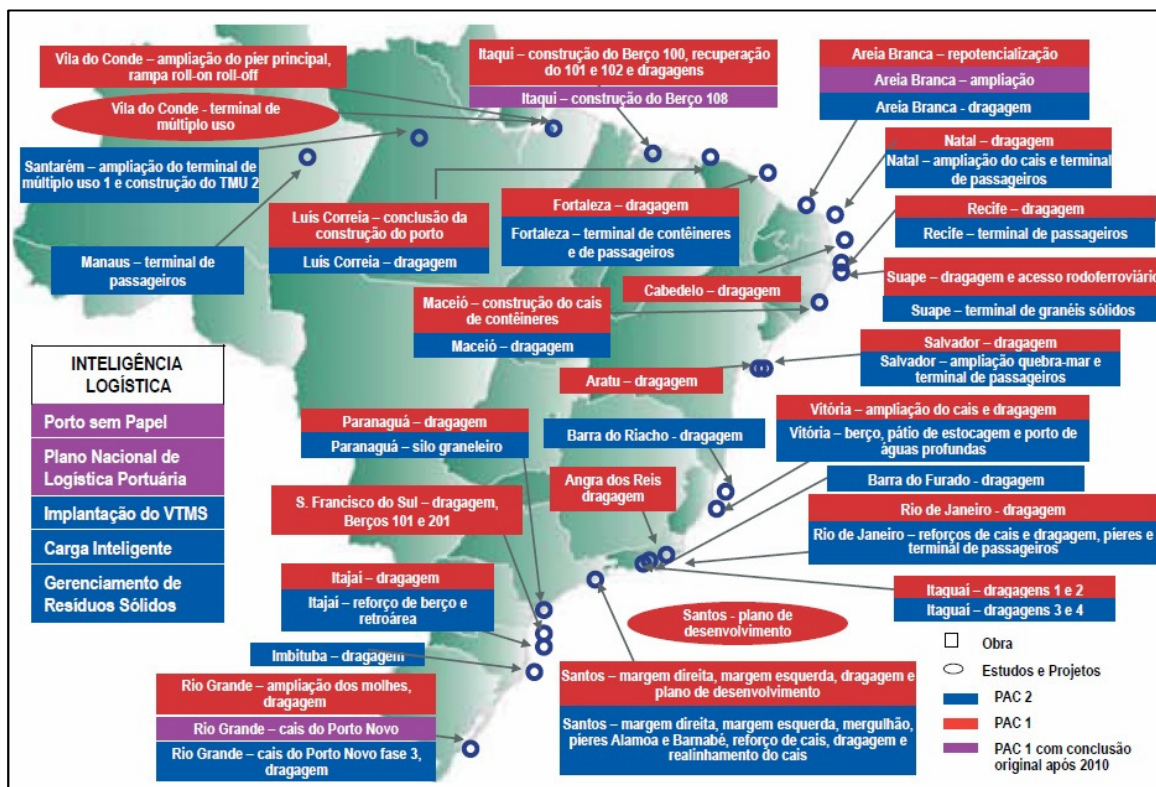 Vila do Conde – ampliação do pier principal,
rampa roll-on roll-off
Vila do Conde - terminal de
múltiplo uso
Santarém – ampliação do terminal de
múltiplo uso 1 e construção do TMU 2
Manaus – terminal de
passageiros
Itaqui – construção do Berço 100, recuperação
do 101 e 102 e dragagens
Itaqui – construção do Berço 108
Luís Correia – conclusão da
construção do porto
Luís Correia – dragagem
Fortaleza – dragagem
Fortaleza – terminal de contêineres
e de passageiros
Areia Branca – repotencialização
Areia Branca – ampliação
Areia Branca - dragagem
Natal – dragagem
Natal – ampliação do cais e terminal
de passageiros
Recife – dragagem
Recife – terminal de passageiros
Cabedelo – dragagem
Suape – dragagem e acesso rodoferroviário
Suape – terminal de granéis sólidos
Maceió – construção do cais
de contêineres
Maceió – dragagem
Salvador – dragagem
Salvador – ampliação quebra-mar e
terminal de passageiros
Aratu – dragagem
INTELIGÊNCIA
LOGÍSTICA
Porto sem Papel
Plano Nacional de
Logística Portuária
Implantação do VTMS
Carga Inteligente
Gerenciamento de
Resíduos Sólidos
Paranaguá – dragagem
Paranaguá – silo graneleiro
Barra do Riacho - dragagem
Vitória – ampliação do cais e dragagem
Vitória – berço, pátio de estocagem e porto de
águas profundas
Barra do Furado - dragagem
Angra dos Reis
dragagem
S. Francisco do Sul – dragagem,
Berços 101 e 201
Rio de Janeiro - dragagem
Rio de Janeiro – reforços de cais e dragagem, píeres e
terminal de passageiros
Itajaí – dragagem
Itajaí – reforço de berço e
retroárea
Itaguaí – dragagens 1 e 2
Itaguaí – dragagens 3 e 4
Santos - plano de
desenvolvimento
Imbituba – dragagem
Rio Grande – ampliação dos molhes,
dragagem
Rio Grande – cais do Porto Novo
Rio Grande – cais do Porto Novo fase 3,
dragagem
Santos – margem direita, margem esquerda, dragagem e
plano de desenvolvimento
Santos – margem direita, margem esquerda, mergulhão,
píeres Alamoa e Barnabé, reforço de cais, dragagem e
realinhamento do cais
Obra
Estudos e Projetos
PAC 2
PAC 1
PAC 1 com conclusão
original após 2010